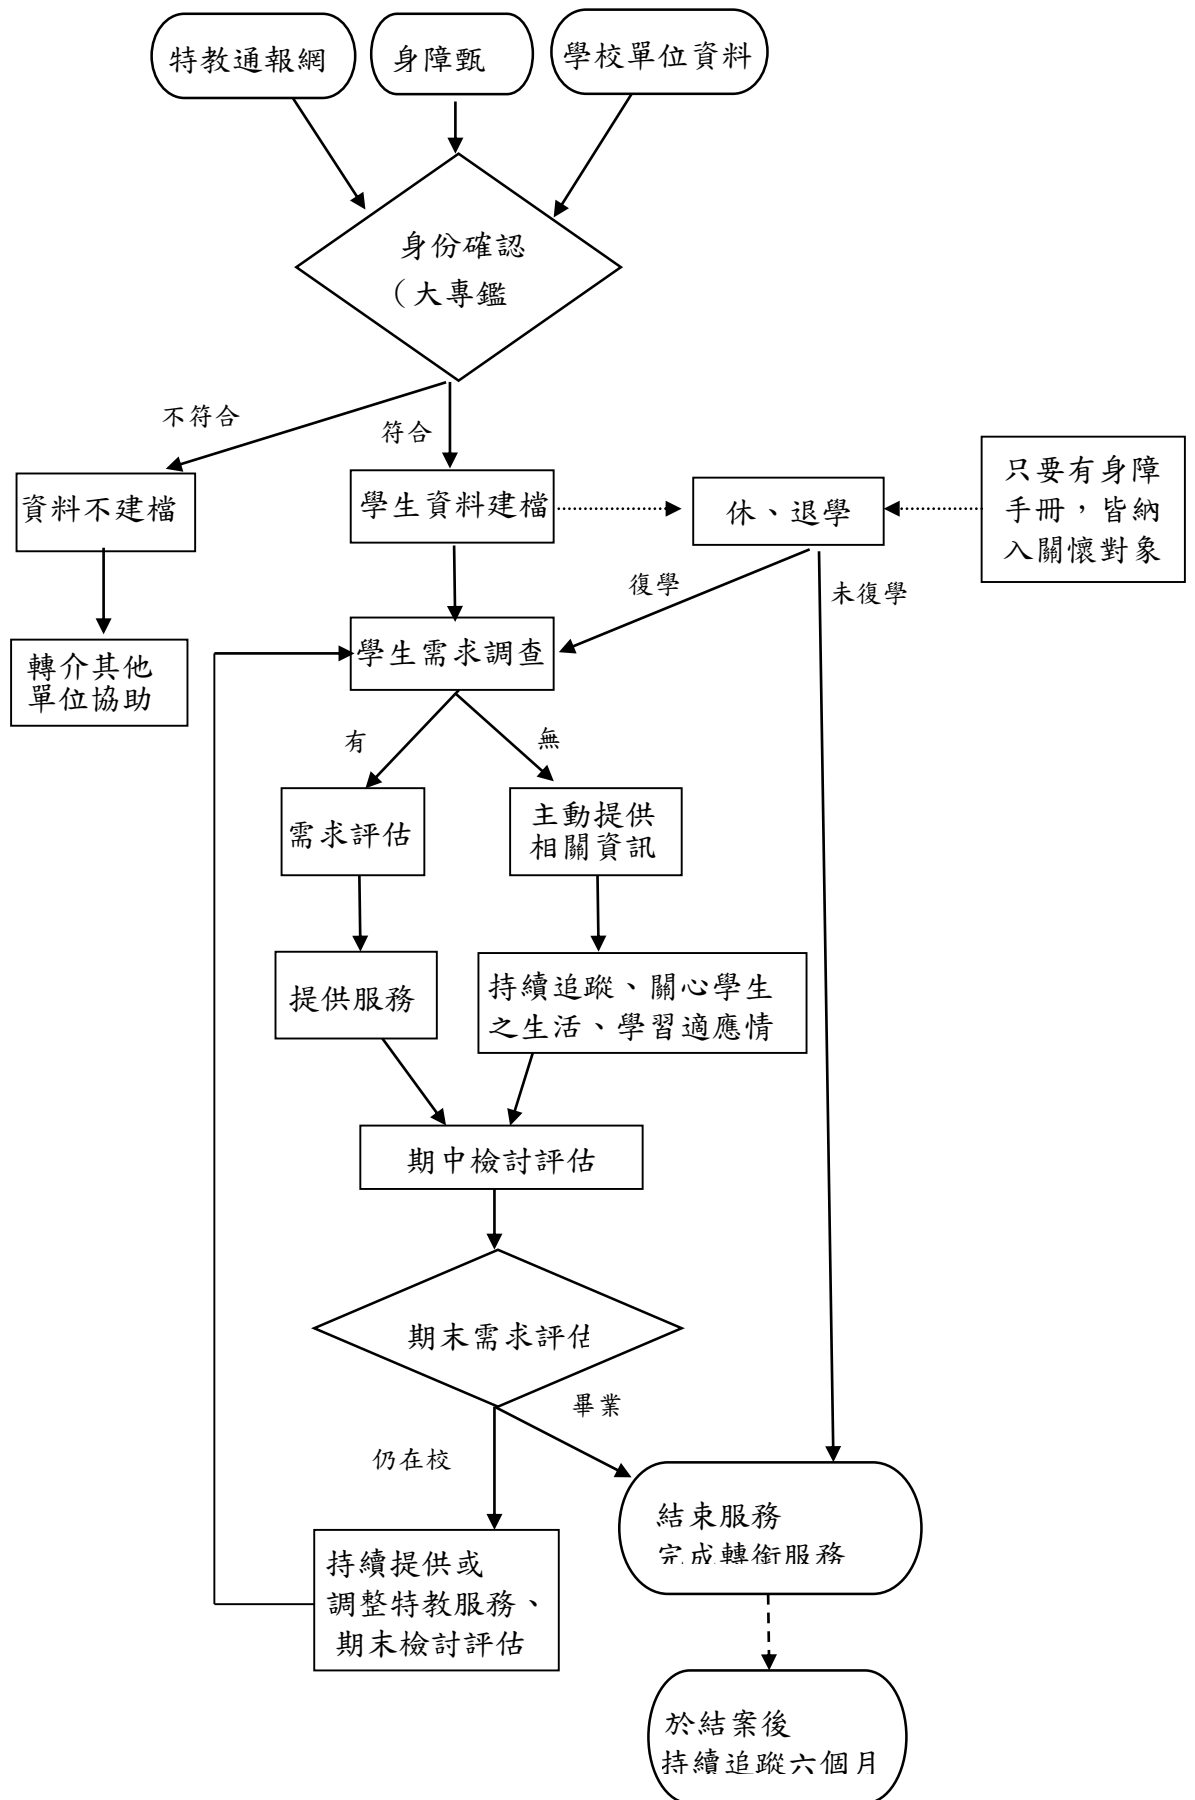 特教通報網
身障甄
學校單位資料
身份確認
（大專鑑
不符合
符合
資料不建檔
學生資料建檔
休、退學
只要有身障
手冊，皆納
入關懷對象
復學
未復學
轉介其他
單位協助
學生需求調查
有
無
需求評估
主動提供
相關資訊
提供服務
持續追蹤、關心學生
之生活、學習適應情
期中檢討評估
期末需求評估
畢業
仍在校
結束服務
完成轉銜服務
持續提供或
調整特教服務、
期末檢討評估
於結案後
持續追蹤六個月